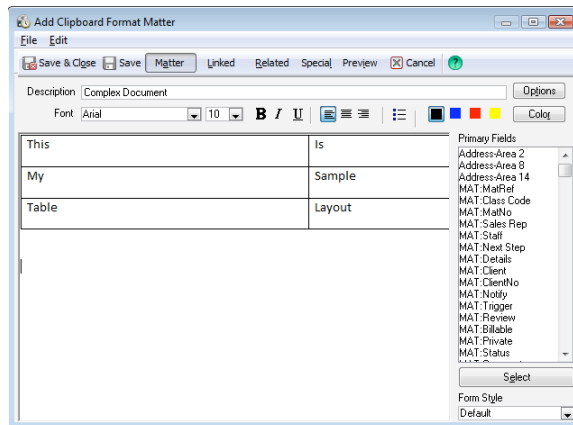 Add Clipboard Format Matter
File Edit
Save & Close Save Matter Linked Related Special Preview Cancel ?
Description Complex Document Options
Font Arial 10 B I U Color
This Is
My Sample
Table Layout
Primary Fields
Address-Area 2
Address-Area 8
Address-Area 14
MAT:MatRef
MAT:Class Code
MAT:MatNo
MAT:Sales Rep
MAT:Staff
MAT:Next Step
MAT:Details
MAT:Client
MAT:ClientNo
MAT:Notify
MAT:Trigger
MAT:Review
MAT:Billable
MAT:Private
MAT:Status
Select
Form Style
Default